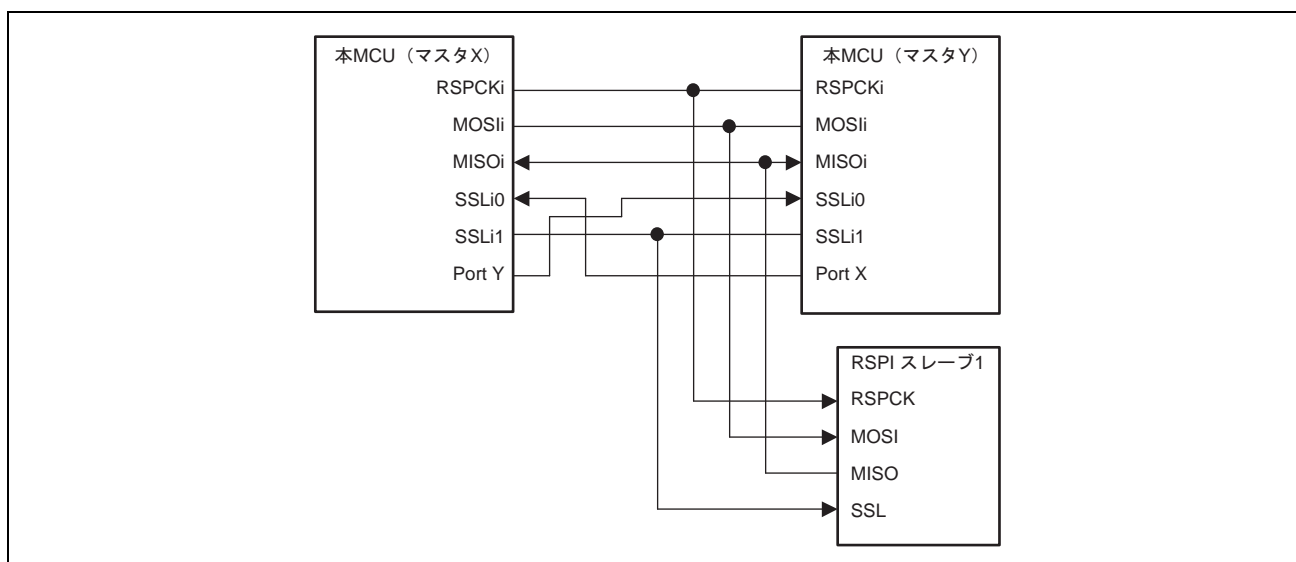 本MCU（マスタX）
RSPCKi
MOSIi
MISOi
SSLi0
SSLi1
Port Y
本MCU（マスタY）
RSPCKi
MOSIi
MISOi
SSLi0
SSLi1
Port X
RSPI スレーブ1
RSPCK
MOSI
MISO
SSL